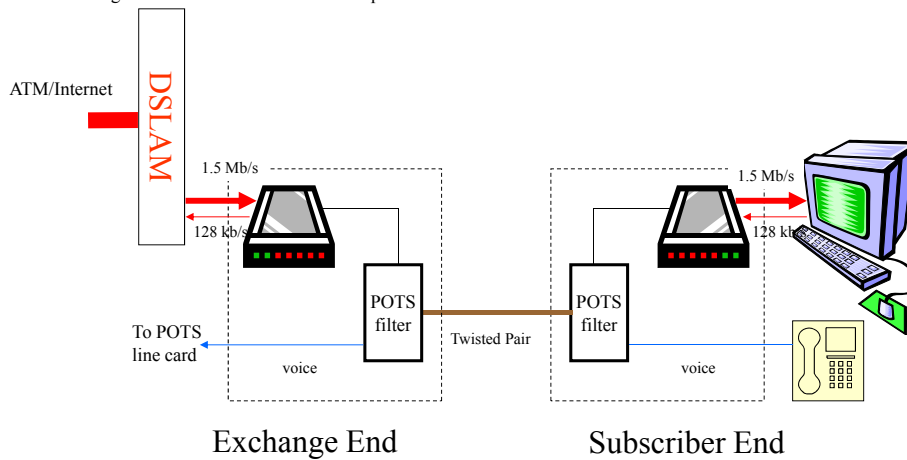 ATM/Internet
DSLAM
1.5 Mb/s
128 kb/s
1.5 Mb/s
128 kb/s
POTS
filter
POTS
filter
Twisted Pair
To POTS
line card
voice
voice
Exchange End
Subscriber End